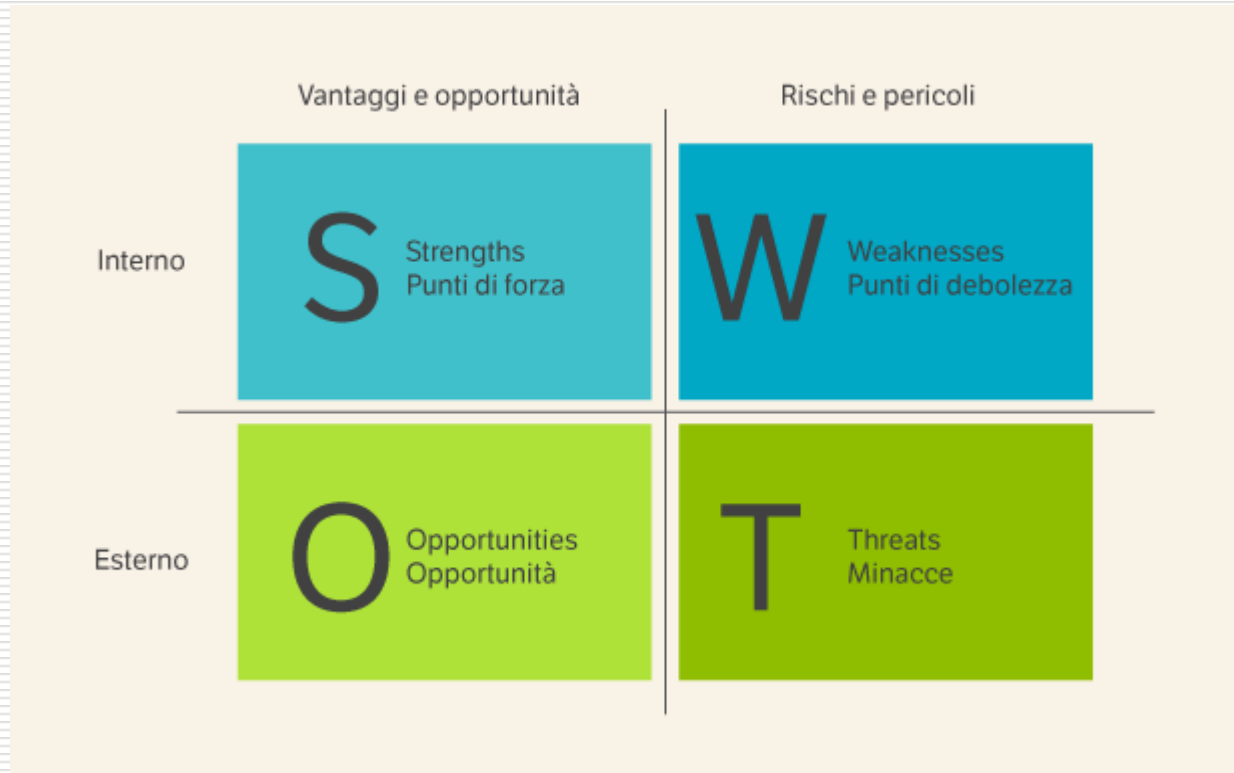 Vantaggi e opportunità
Rischi e pericoli
Interno
S
Strengths
Punti di forza
W
Weaknesses
Punti di debolezza
Esterno
O
Opportunities
Opportunità
T
Threats
Minacce